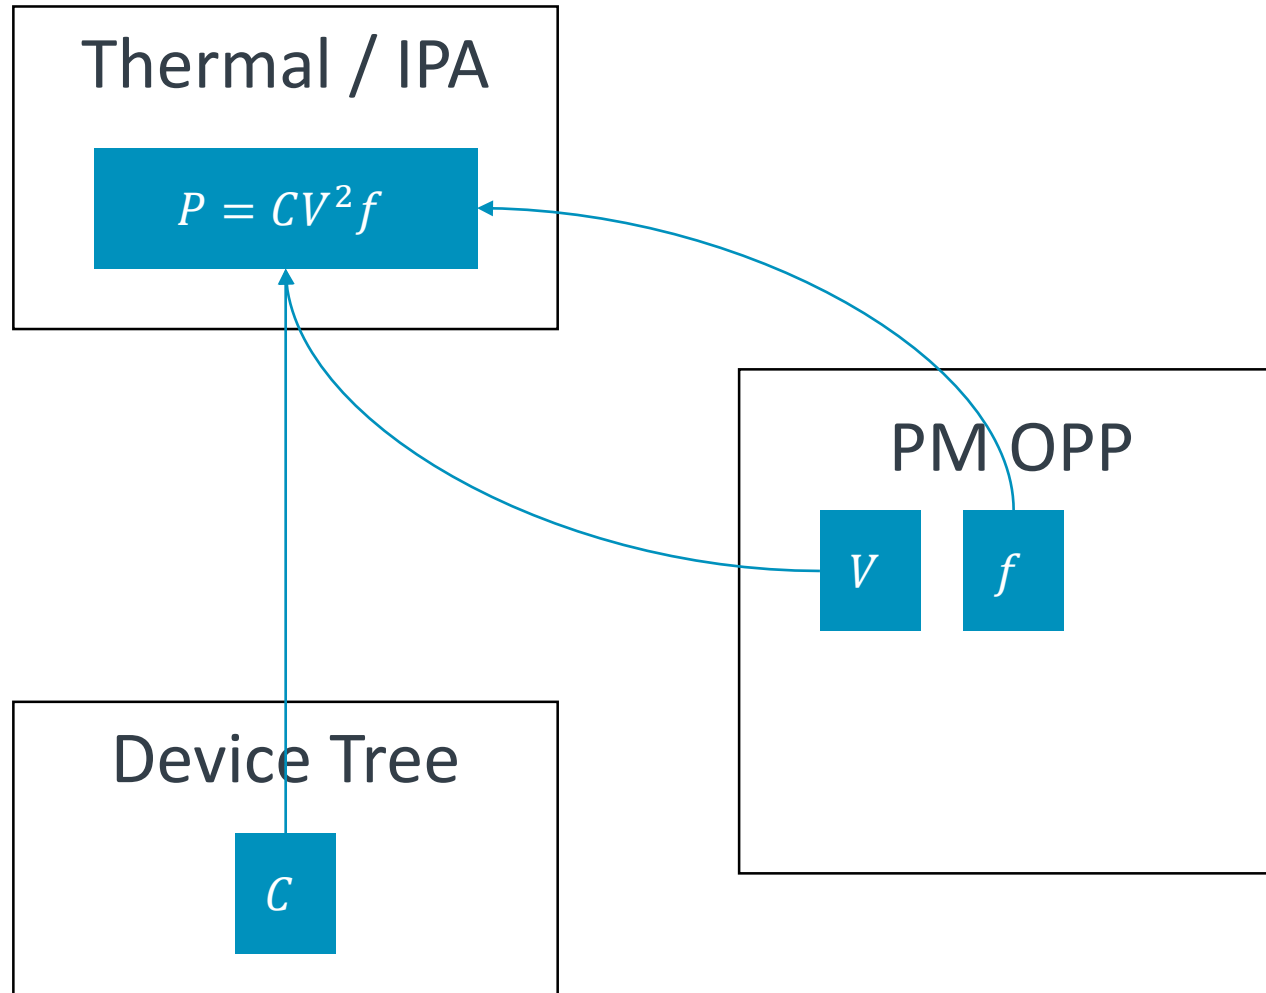 Thermal / IPA
P = CV²f
PM OPP
V
f
Device Tree
C